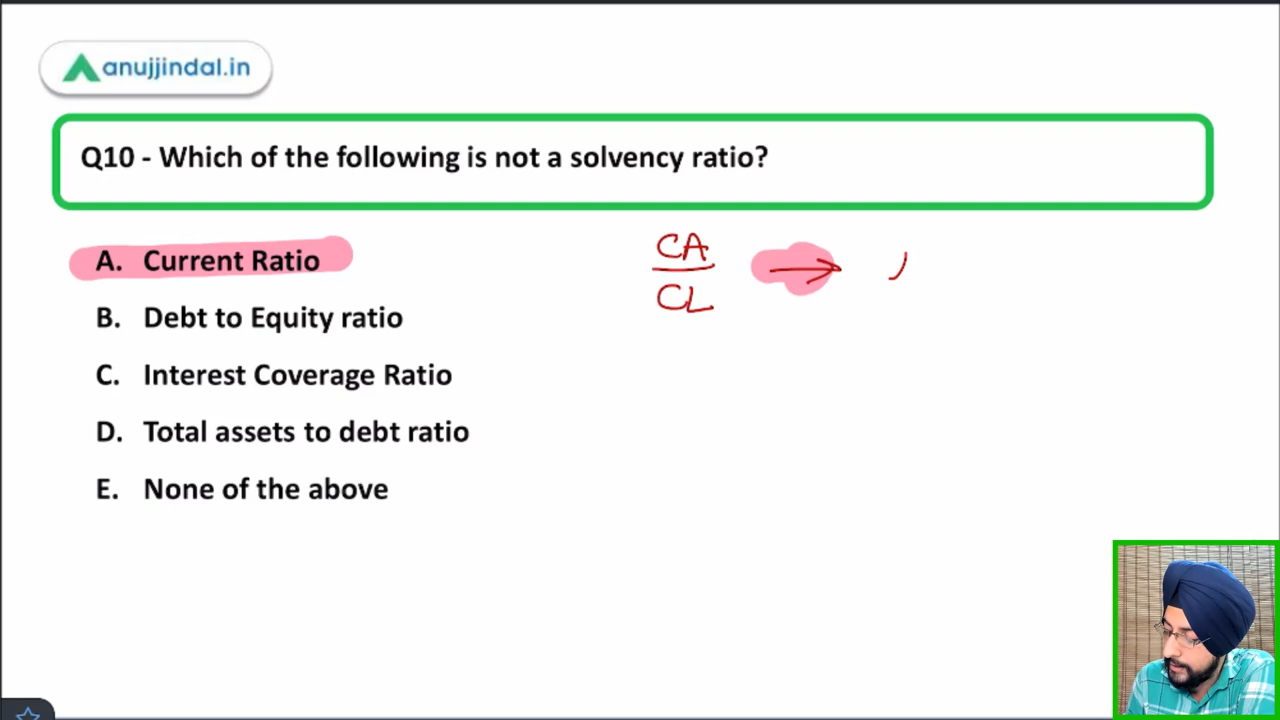 anujjindal.in
Q10 - Which of the following is not a solvency ratio?
A. Current Ratio
B. Debt to Equity ratio
C. Interest Coverage Ratio
D. Total assets to debt ratio
E. None of the above
CA
CL